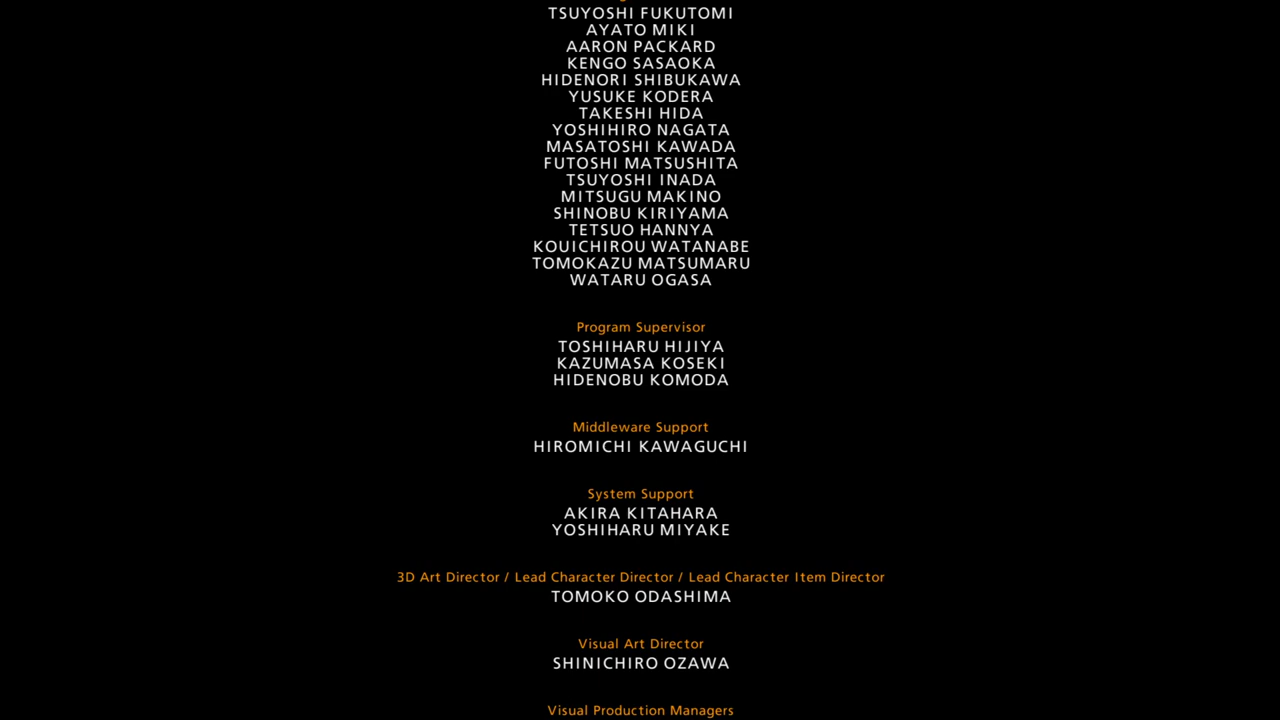 TSUYOSHI FUKUTOMI
AYATO MIKI
AARON PACKARD
KENGO SASAOKA
HIDENORI SHIBUKAWA
YUSUKE KODERA
TAKESHI HIDA
YOSHIHIRO NAGATA
MASATOSHI KAWADA
FUTOSHI MATSUSHITA
TSUYOSHI INADA
MITSUGU MAKINO
SHINOBU KIRIYAMA
TETSUO HANNYA
KOUICHIROU WATANABE
TOMOKAZU MATSUMARU
WATARU OGASA
Program Supervisor
TOSHIHARU HIJIYA
KAZUMASA KOSEKI
HIDENOBU KOMODA
Middleware Support
HIROMICHI KAWAGUCHI
System Support
AKIRA KITAHARA
YOSHIHARU MIYAKE
3D Art Director / Lead Character Director / Lead Character Item Director
TOMOKO ODASHIMA
Visual Art Director
SHINICHIRO OZAWA
Visual Production Managers